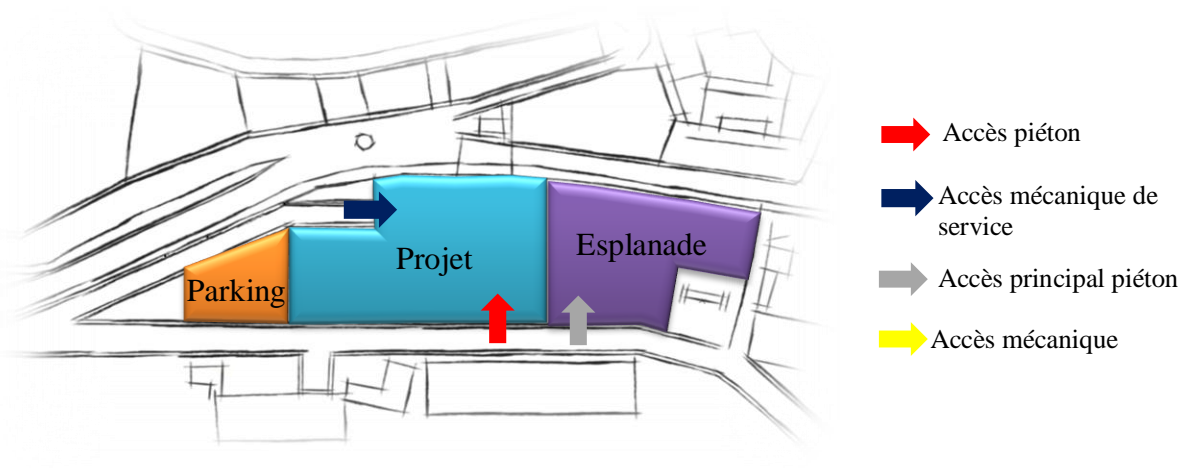 Parking
Projet
Esplanade
Accès piéton
Accès mécanique de
service
Accès principal piéton
Accès mécanique